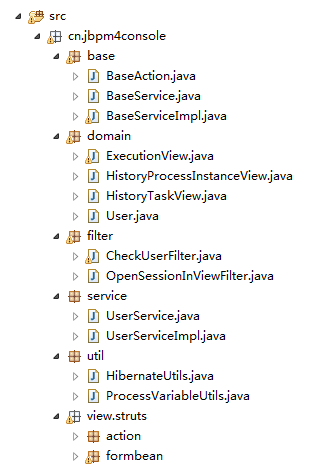 src
cn.jbpm4console
base
BaseAction.java
BaseService.java
BaseServiceImpl.java
domain
ExecutionView.java
HistoryProcessInstanceView.java
HistoryTaskView.java
User.java
filter
CheckUserFilter.java
OpenSessionInViewFilter.java
service
UserService.java
UserServiceImpl.java
util
HibernateUtils.java
ProcessVariableUtils.java
view.struts
action
formbean